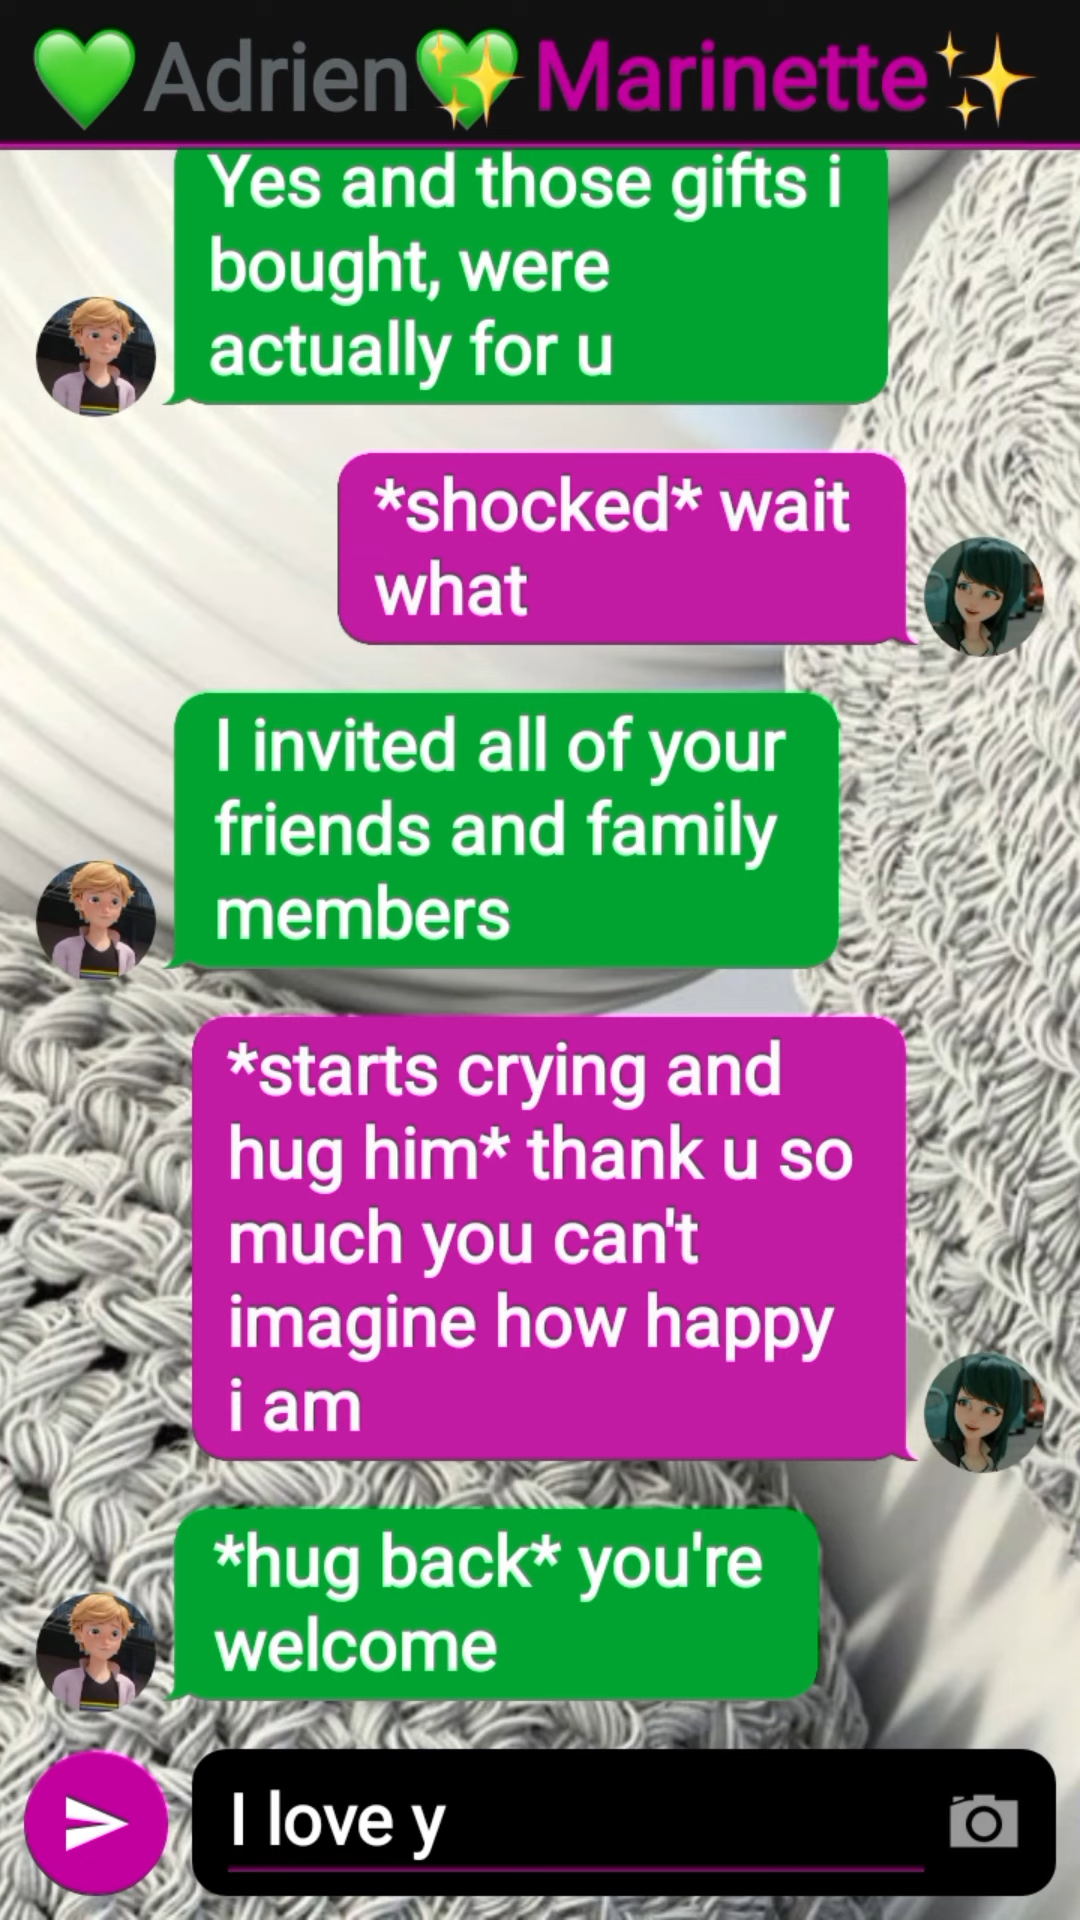 💚Adrien💚✨Marinette✨
Yes and those gifts i
bought, were
actually for u
*shocked* wait
what
I invited all of your
friends and family
members
*starts crying and
hug him* thank u so
much you can't
imagine how happy
i am
*hug back* you're
welcome
I love y